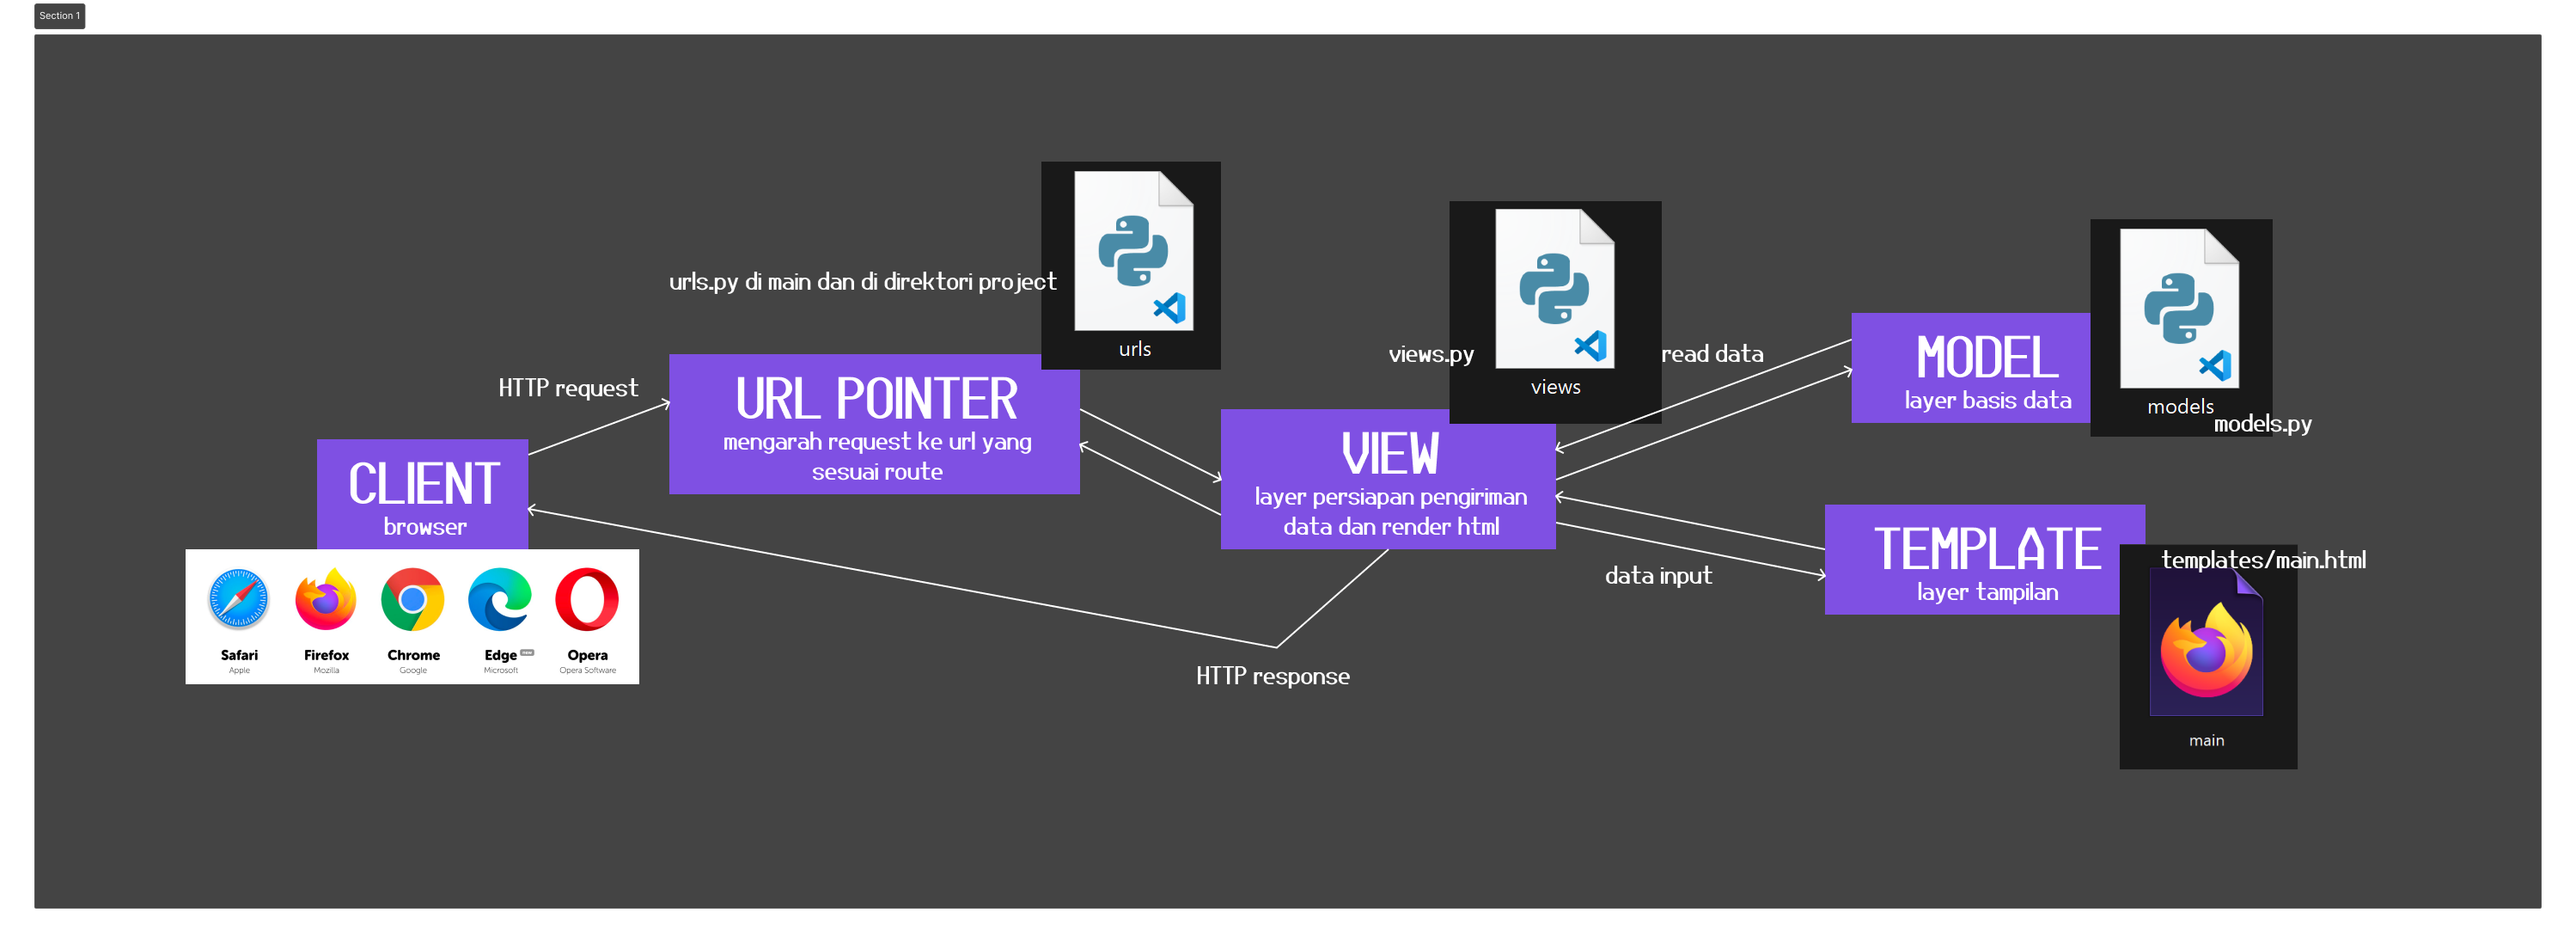 Section 1
urls.py di main dan di direktori project
urls
HTTP request
URL POINTER
mengarah request ke url yang
sesuai route
CLIENT
browser
Safari
Apple
Firefox
Mozilla
Chrome
Google
Edge
Microsoft
Opera
Opera Software
views.py
views
VIEW
layer persiapan pengiriman
data dan render html
read data
MODEL
layer basis data
models
models.py
data input
TEMPLATE
layer tampilan
templates/main.html
main
HTTP response